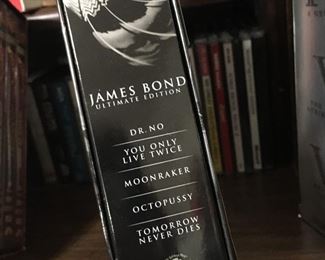 JAMES BOND
ULTIMATE EDITION
DR. NO
YOU ONLY
LIVE TWICE
MOONRAKER
OCTOPUSSY
TOMORROW
NEVER DIES